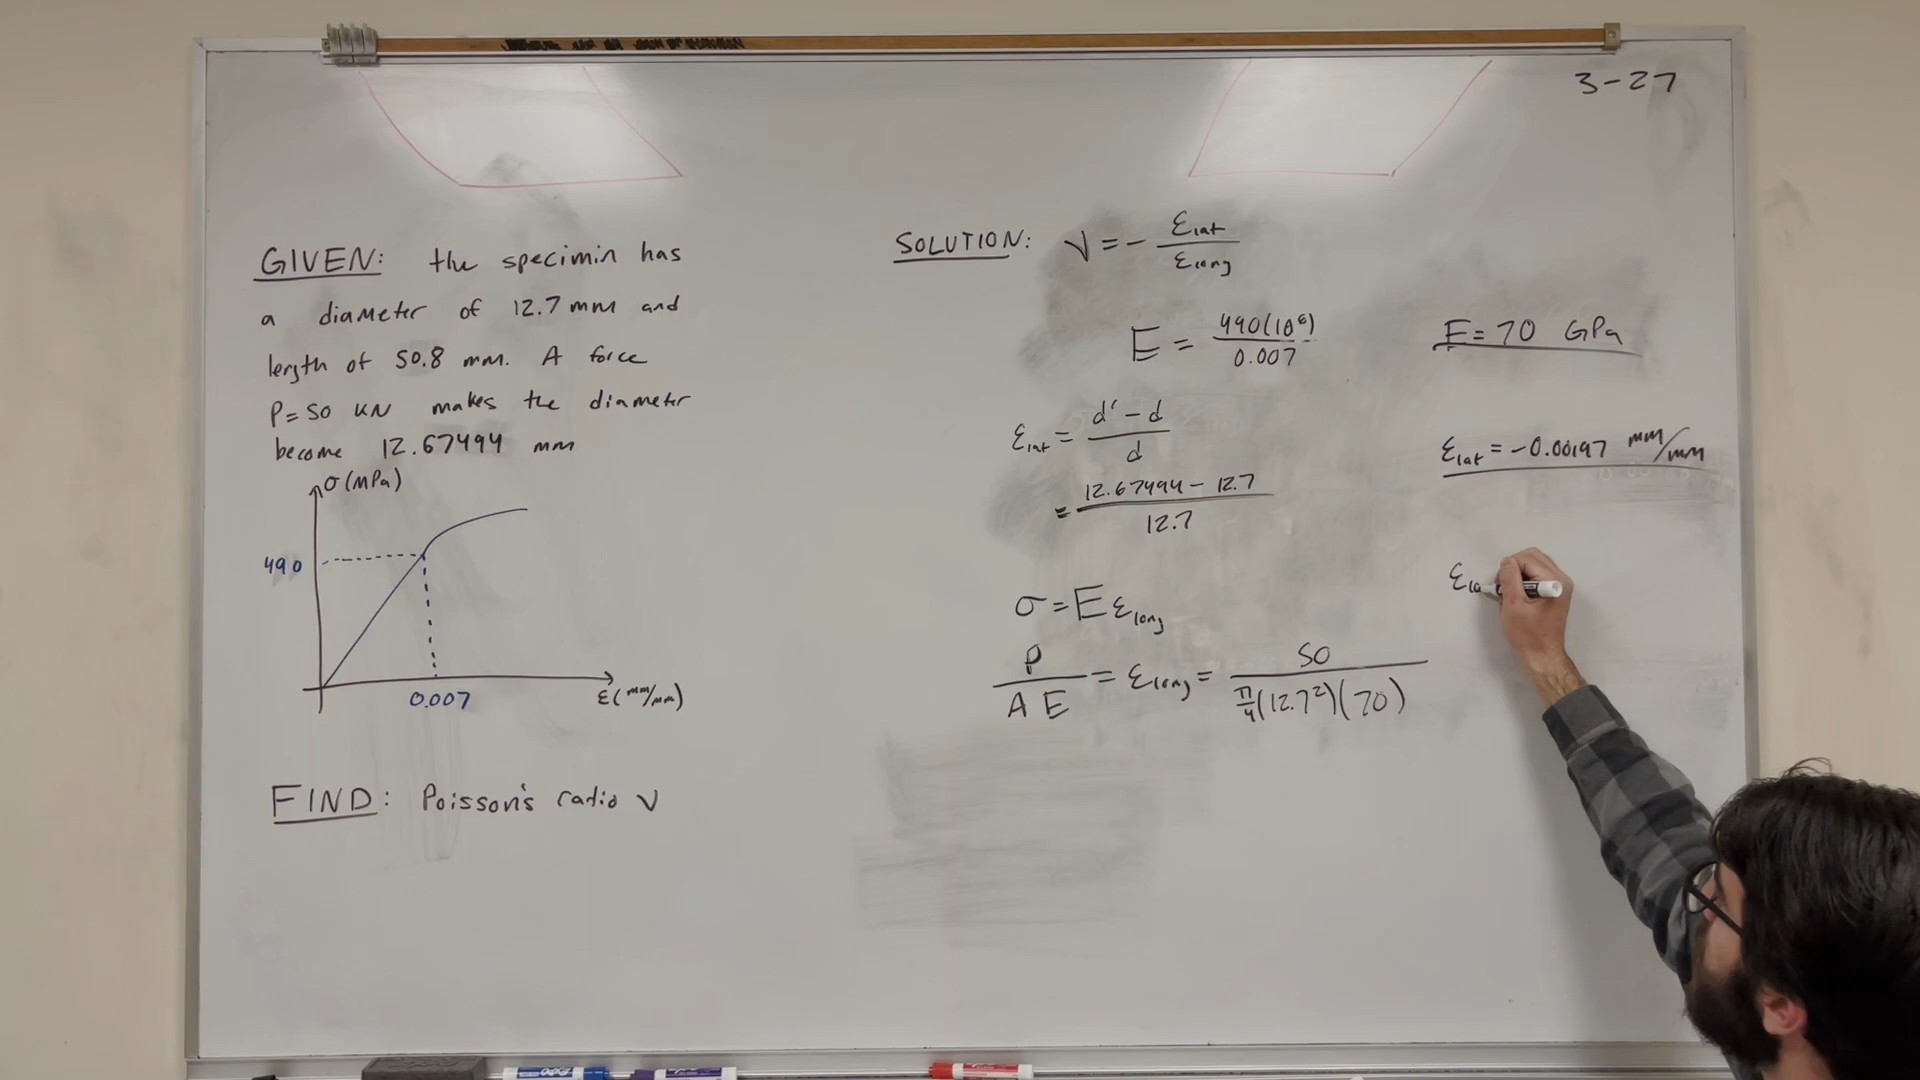 3-27
GIVEN: the specimin has
a diameter of 12.7 mm and
length of 50.8 mm. A force
P=50 kN makes the diameter
become 12.67494 mm
σ(MPa)
490
0.007
ε(mm/mm)
FIND: Poisson's ratio ν
SOLUTION: ν = - εlat / εlong
E = 490(10⁶) / 0.007
E = 70 GPa
εlat = d' - d / d
= 12.67494 - 12.7 / 12.7
εlat = -0.00197 mm/mm
σ = E εlong
P / A E = εlong = 50 / π/4 (12.7²)(70)